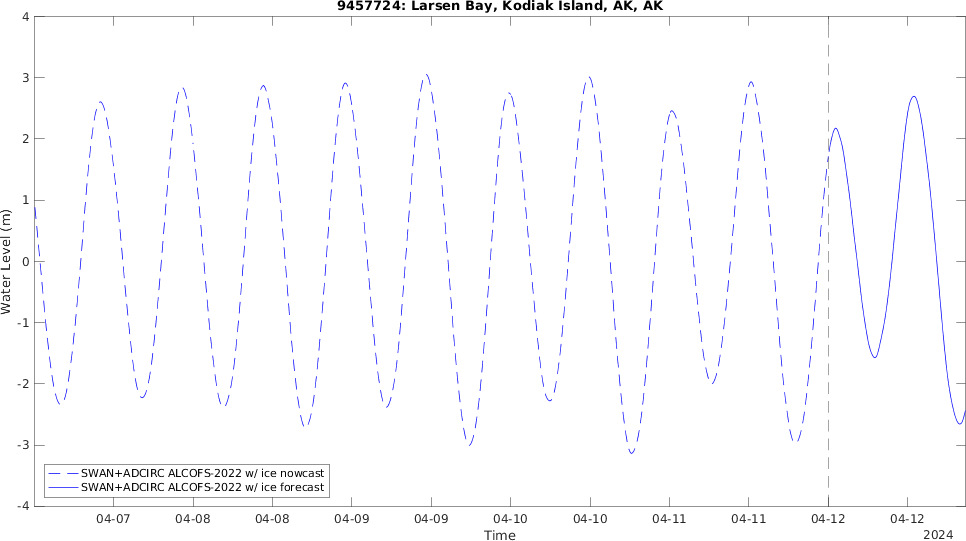 9457724: Larsen Bay, Kodiak Island, AK, AK
Water Level (m)
4
3
2
1
0
-1
-2
-3
-4
SWAN+ADCIRC ALCOFS-2022 w/ ice nowcast
SWAN+ADCIRC ALCOFS-2022 w/ ice forecast
04-07 04-08 04-08 04-09 04-09 04-10 04-10 04-11 04-11 04-12 04-12
Time
2024